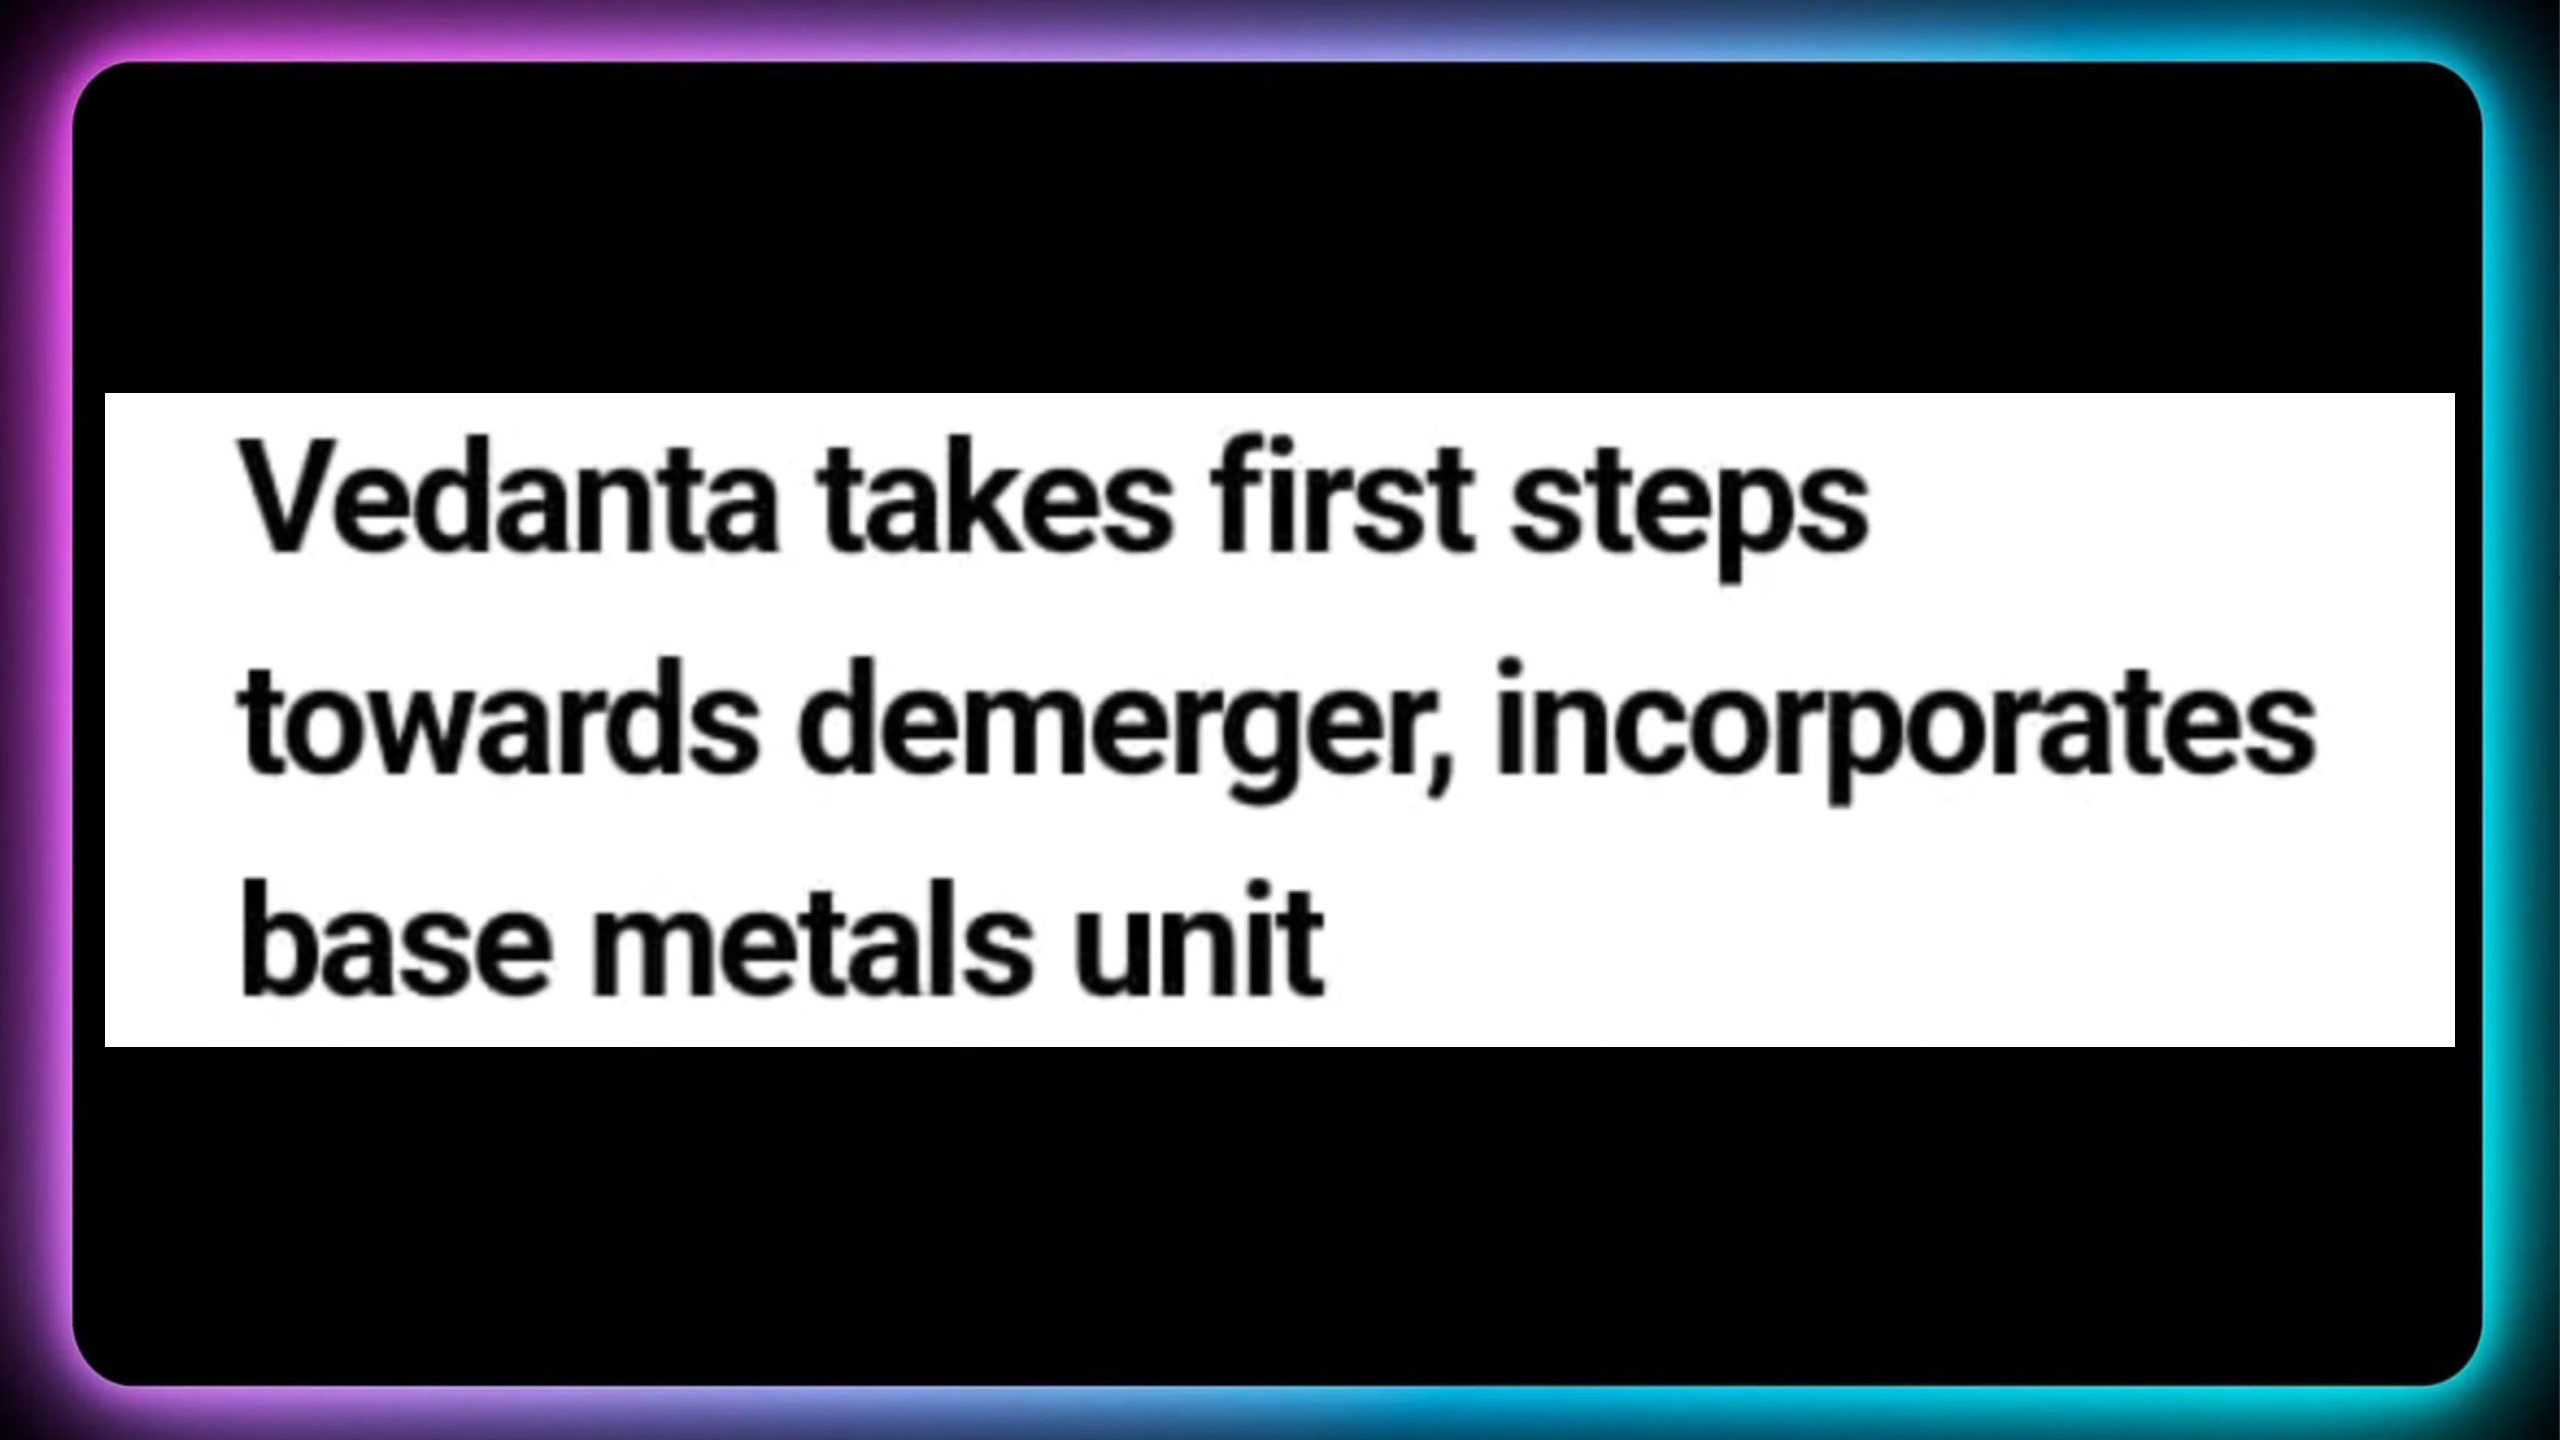 Vedanta takes first steps
towards demerger, incorporates
base metals unit